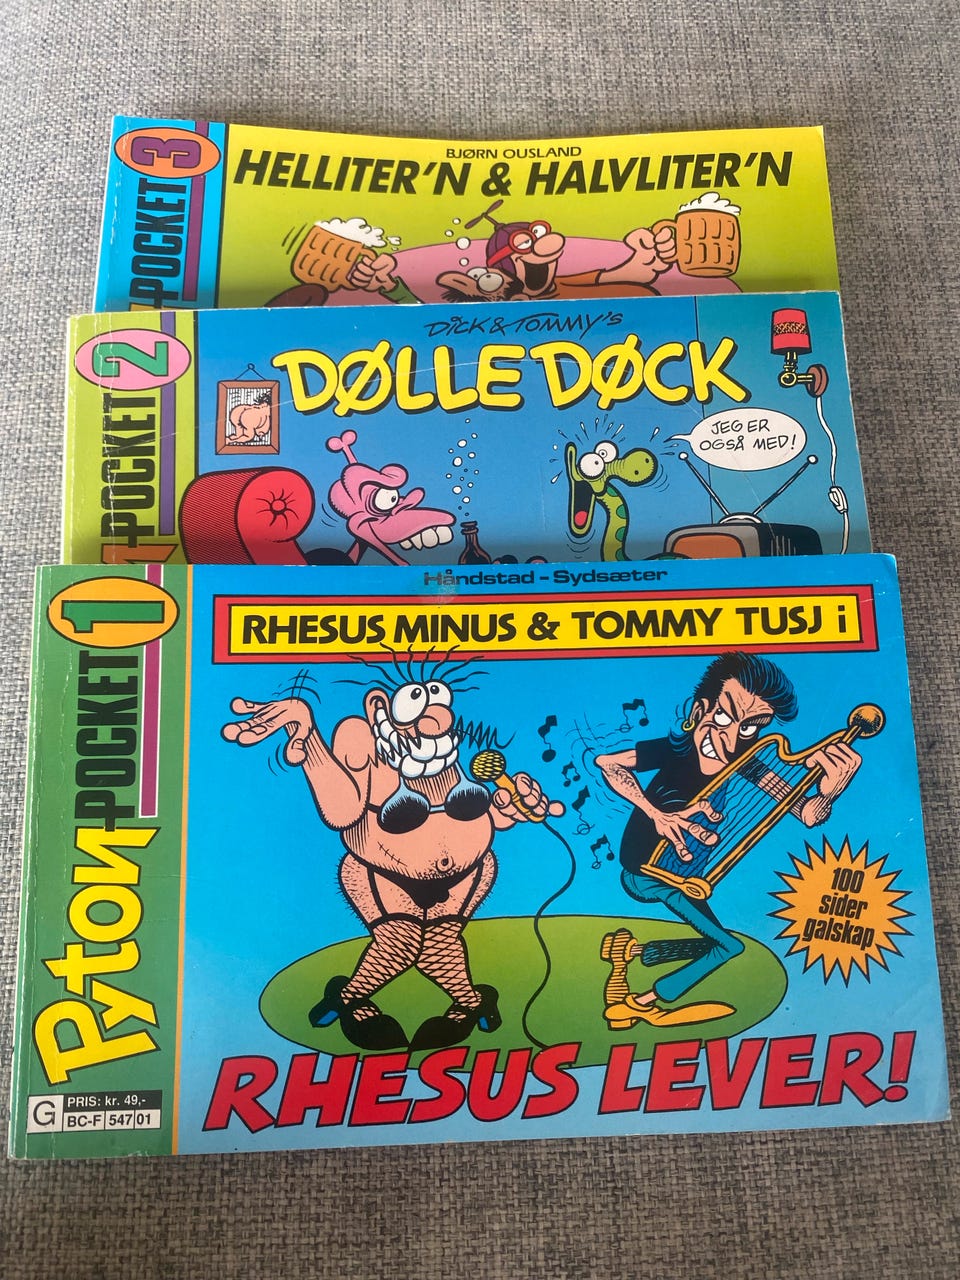 3
POCKET
BJØRN OUSLAND
HELLITER'N & HALVLITER'N
2
POCKET
DICK & TOMMY'S
DØLLE DØCK
JEG ER
OGSÅ MED!
1
Pyton POCKET
Håndstad - Sydsæter
RHESUS MINUS & TOMMY TUSJ i
100
sider
galskap
RHESUS LEVER!
G
PRIS: kr. 49,-
BC-F 547 01